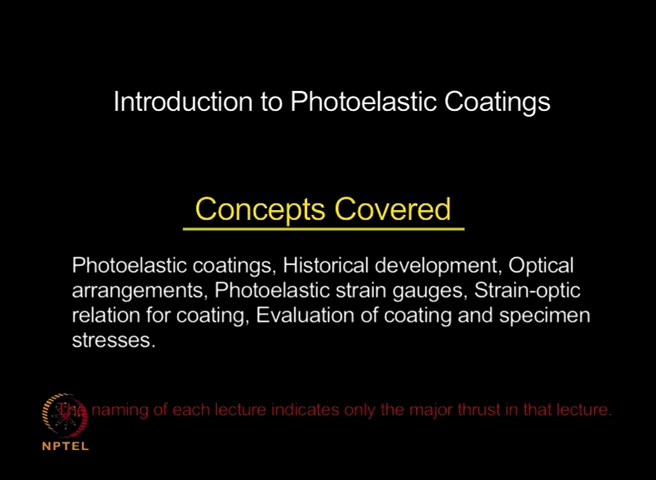 Introduction to Photoelastic Coatings
Concepts Covered
Photoelastic coatings, Historical development, Optical
arrangements, Photoelastic strain gauges, Strain-optic
relation for coating, Evaluation of coating and specimen
stresses.
The naming of each lecture indicates only the major thrust in that lecture.
NPTEL